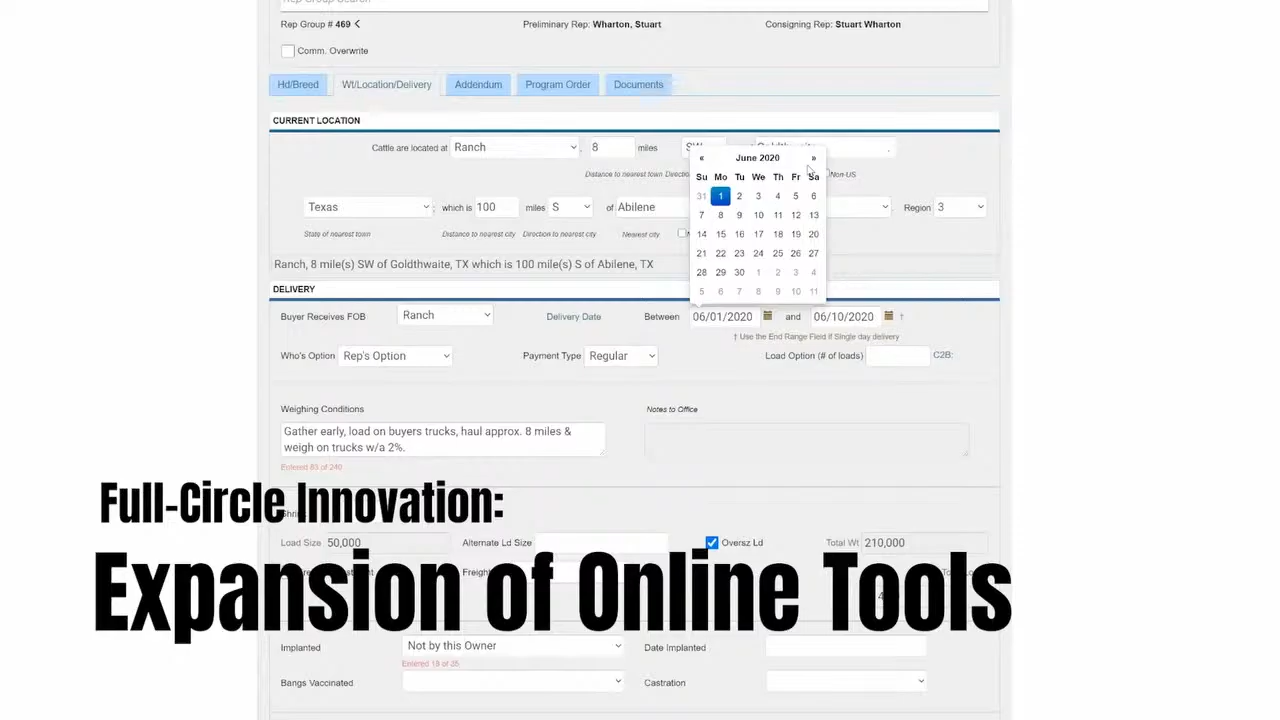 Rep Group Search
Rep Group # 469 < Preliminary Rep: Wharton, Stuart Consigning Rep: Stuart Wharton
Comm. Overwrite
Hd/Breed Wt/Location/Delivery Addendum Program Order Documents
CURRENT LOCATION
Cattle are located at Ranch , 8 miles SW Goldthwaite ,
Distance to nearest town Non-US
Texas ; which is 100 miles S of Abilene Region 3
State of nearest town Distance to nearest city Direction to nearest city Nearest city
Ranch, 8 mile(s) SW of Goldthwaite, TX which is 100 mile(s) S of Abilene, TX
« June 2020 »
Su Mo Tu We Th Fr Sa
31 1 2 3 4 5 6
7 8 9 10 11 12 13
14 15 16 17 18 19 20
21 22 23 24 25 26 27
28 29 30 1 2 3 4
5 6 7 8 9 10 11
DELIVERY
Buyer Receives FOB Ranch Delivery Date Between 06/01/2020 and 06/10/2020 †
† Use the End Range Field if Single day delivery
Who's Option Rep's Option Payment Type Regular Load Option (# of loads) C2B:
Weighing Conditions Notes to Office
Gather early, load on buyers trucks, haul approx. 8 miles &
weigh on trucks w/a 2%.
Entered 83 of 240
Full-Circle Innovation:
Load Size 50,000 Alternate Ld Size Oversz Ld Total Wt 210,000
Freight
Expansion of Online Tools
Implanted Not by this Owner Date Implanted
Entered 18 of 25
Bangs Vaccinated Castration